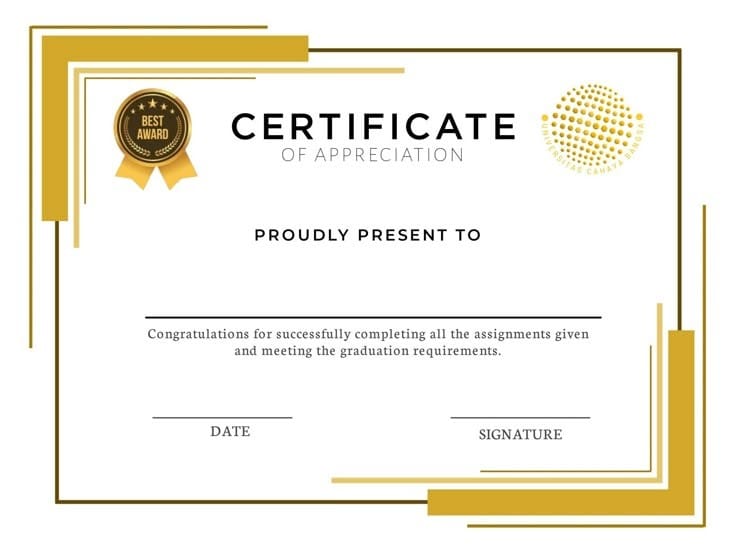 BEST
AWARD
CERTIFICATE
OF APPRECIATION
UNIVERSITAS CAHAYA BANGSA
PROUDLY PRESENT TO
Congratulations for successfully completing all the assignments given
and meeting the graduation requirements.
DATE
SIGNATURE